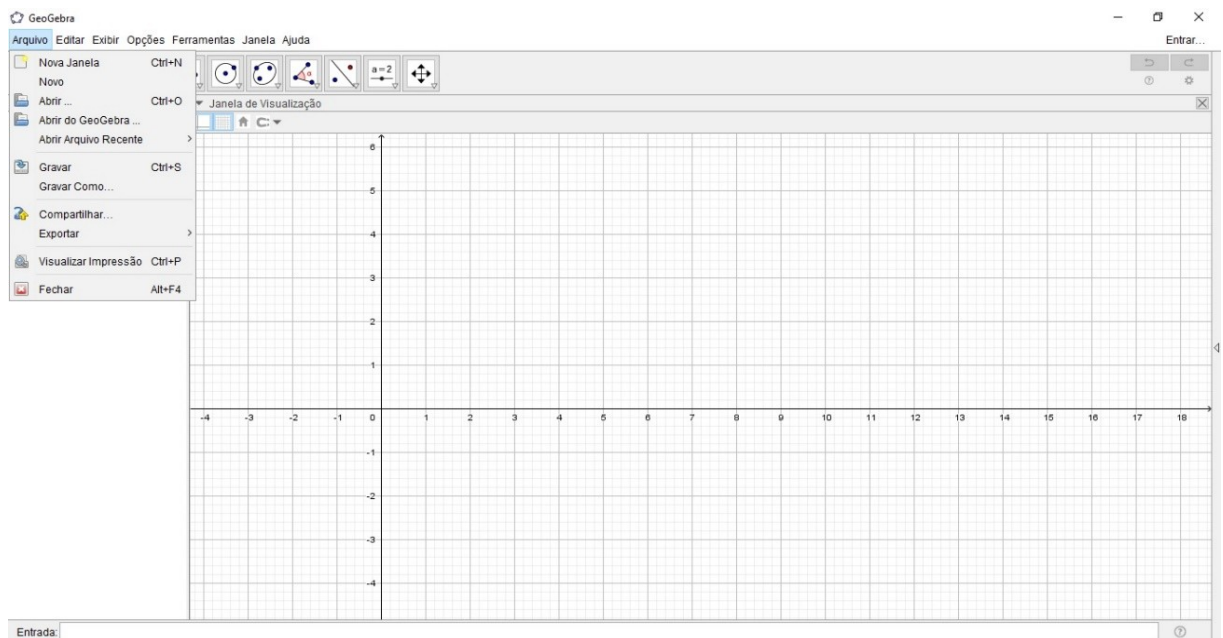 GeoGebra
Arquivo Editar Exibir Opções Ferramentas Janela Ajuda Entrar...
Nova Janela Ctrl+N
Novo
Abrir ... Ctrl+O
Abrir do GeoGebra ...
Abrir Arquivo Recente
Gravar Ctrl+S
Gravar Como...
Compartilhar...
Exportar
Visualizar Impressão Ctrl+P
Fechar Alt+F4
a=2
Janela de Visualização
6
5
4
3
2
1
-4 -3 -2 -1 0 1 2 3 4 5 6 7 8 9 10 11 12 13 14 15 16 17 18
-1
-2
-3
-4
Entrada: